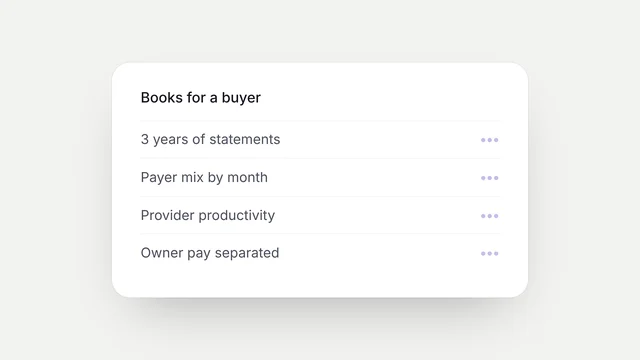 Books for a buyer
3 years of statements
Payer mix by month
Provider productivity
Owner pay separated